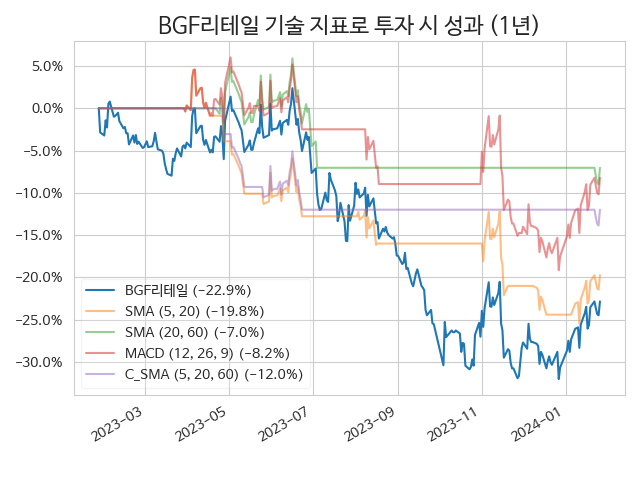 BGF리테일 기술 지표로 투자 시 성과 (1년)
5.0%
0.0%
−5.0%
−10.0%
−15.0%
−20.0%
−25.0%
−30.0%
BGF리테일 (−22.9%)
SMA (5, 20) (−19.8%)
SMA (20, 60) (−7.0%)
MACD (12, 26, 9) (−8.2%)
C_SMA (5, 20, 60) (−12.0%)
2023−03
2023−05
2023−07
2023−09
2023−11
2024−01